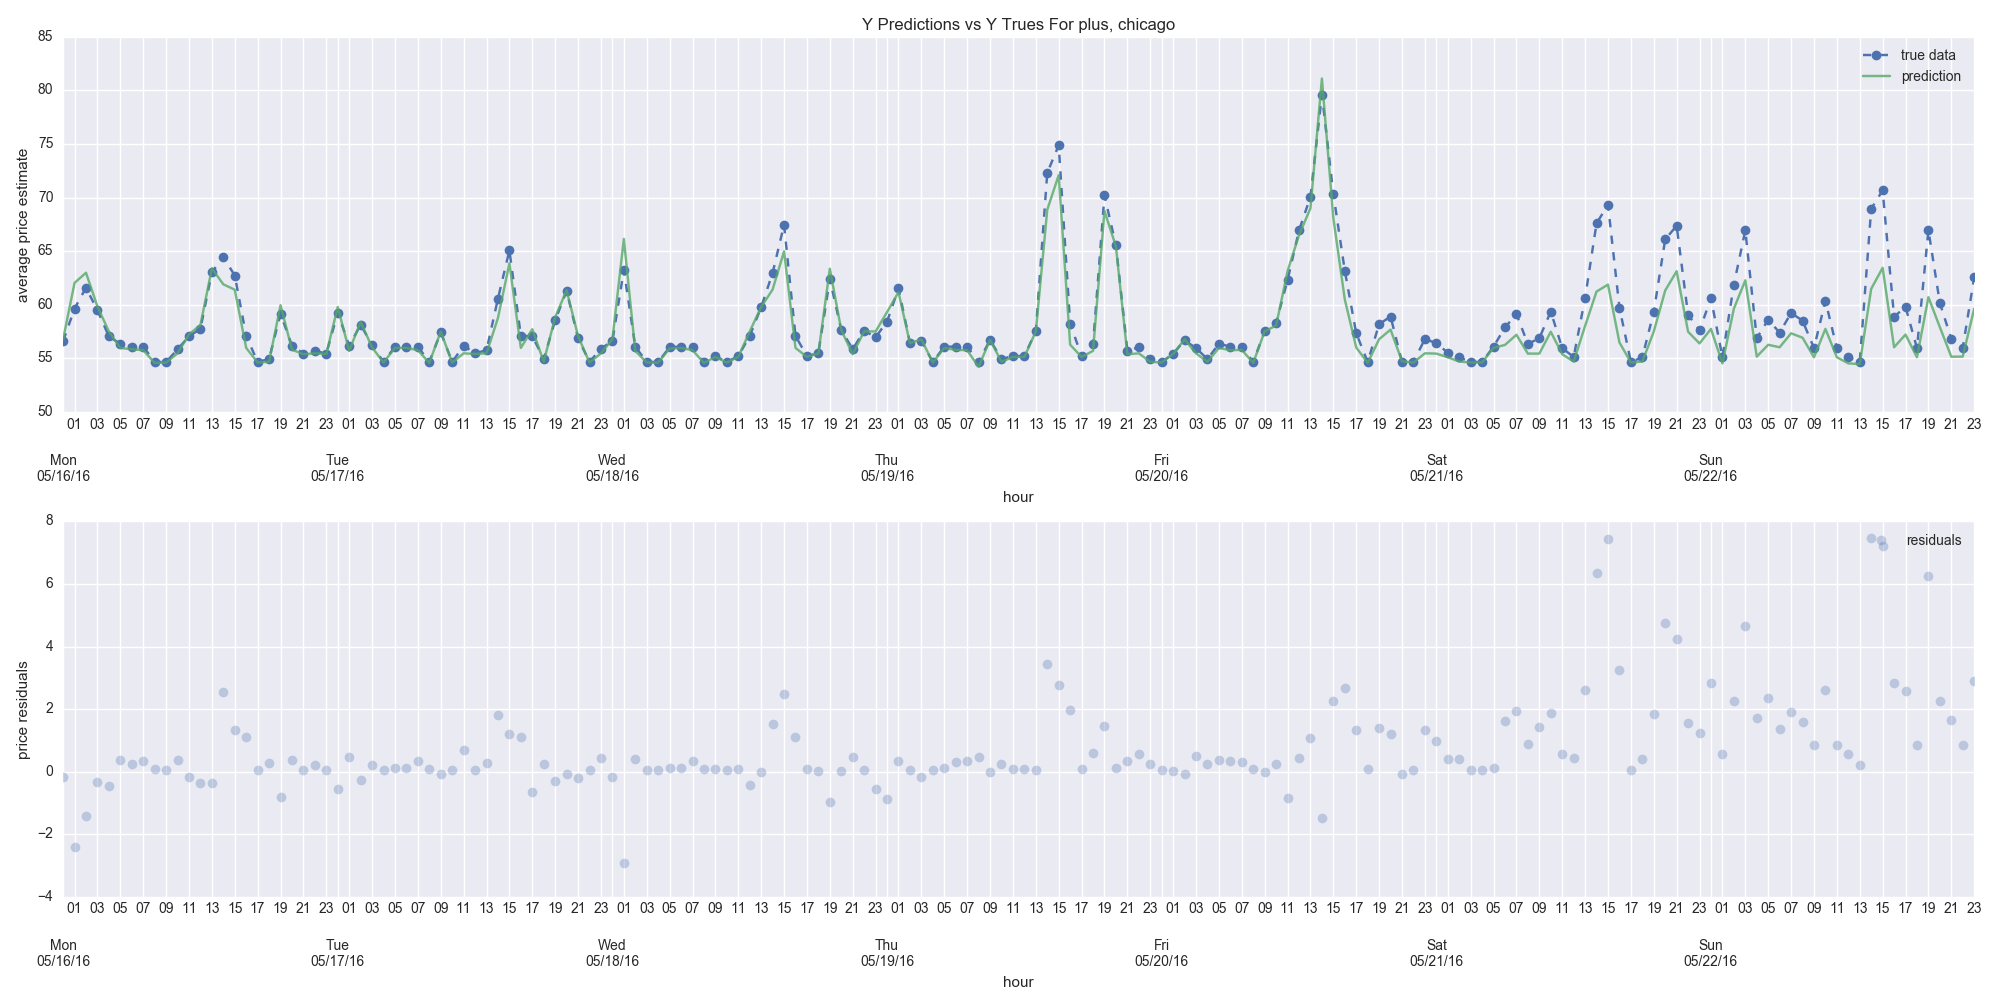 Y Predictions vs Y Trues For plus, chicago
true data
prediction
average price estimate
85
80
75
70
65
60
55
50
01 03 05 07 09 11 13 15 17 19 21 23 01 03 05 07 09 11 13 15 17 19 21 23 01 03 05 07 09 11 13 15 17 19 21 23 01 03 05 07 09 11 13 15 17 19 21 23 01 03 05 07 09 11 13 15 17 19 21 23 01 03 05 07 09 11 13 15 17 19 21 23 01 03 05 07 09 11 13 15 17 19 21 23
Mon Tue Wed Thu Fri Sat Sun
05/16/16 05/17/16 05/18/16 05/19/16 05/20/16 05/21/16 05/22/16
hour
residuals
price residuals
8
6
4
2
0
−2
−4
01 03 05 07 09 11 13 15 17 19 21 23 01 03 05 07 09 11 13 15 17 19 21 23 01 03 05 07 09 11 13 15 17 19 21 23 01 03 05 07 09 11 13 15 17 19 21 23 01 03 05 07 09 11 13 15 17 19 21 23 01 03 05 07 09 11 13 15 17 19 21 23 01 03 05 07 09 11 13 15 17 19 21 23
Mon Tue Wed Thu Fri Sat Sun
05/16/16 05/17/16 05/18/16 05/19/16 05/20/16 05/21/16 05/22/16
hour